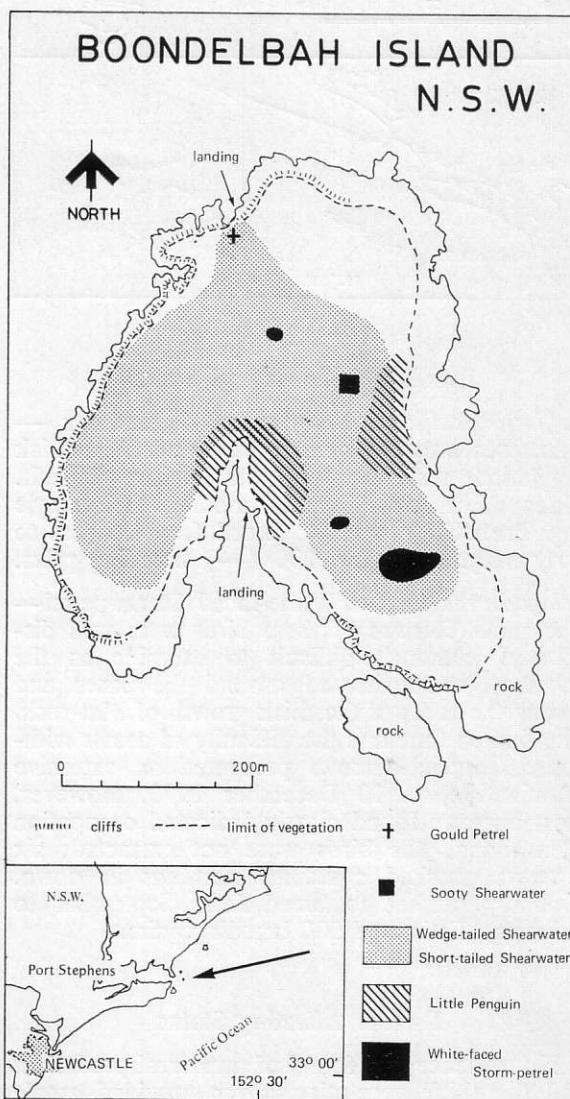 BOONDELBAH ISLAND
N.S.W.
landing
NORTH
landing
rock
rock
0 200m
cliffs limit of vegetation Gould Petrel
Sooty Shearwater
Wedge-tailed Shearwater
Short-tailed Shearwater
Little Penguin
White-faced
Storm-petrel
N.S.W.
Port Stephens
NEWCASTLE
Pacific Ocean
33° 00'
152° 30'